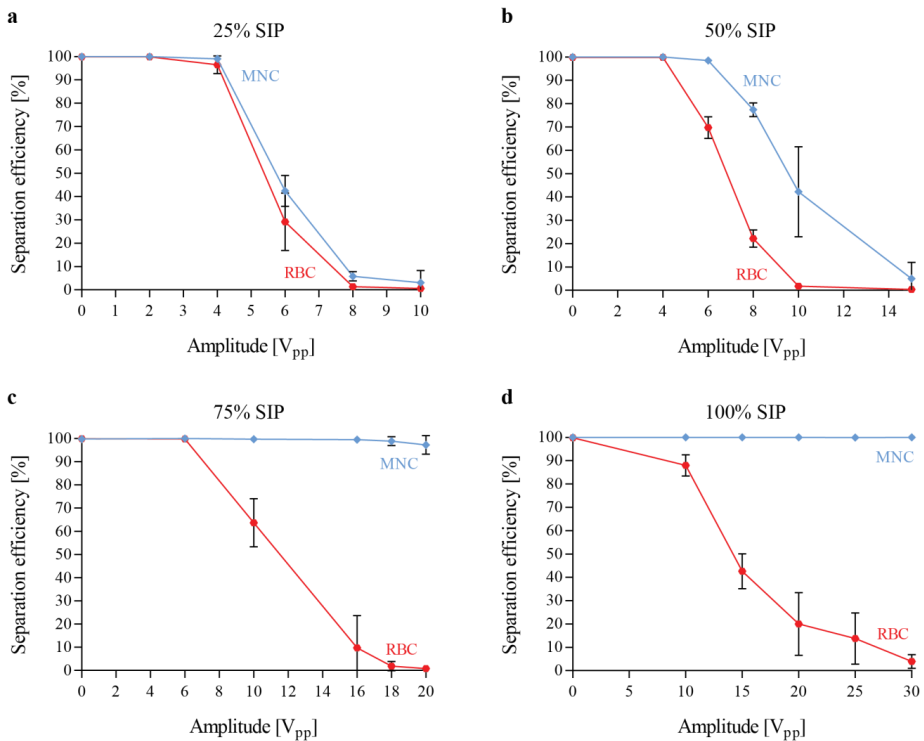 a
25% SIP
Separation efficiency [%]
100
90
80
70
60
50
40
30
20
10
0
MNC
RBC
0 1 2 3 4 5 6 7 8 9 10
Amplitude [Vpp]
b
50% SIP
Separation efficiency [%]
100
90
80
70
60
50
40
30
20
10
0
MNC
RBC
0 2 4 6 8 10 12 14
Amplitude [Vpp]
c
75% SIP
Separation efficiency [%]
100
90
80
70
60
50
40
30
20
10
0
MNC
RBC
0 2 4 6 8 10 12 14 16 18 20
Amplitude [Vpp]
d
100% SIP
Separation efficiency [%]
100
90
80
70
60
50
40
30
20
10
0
MNC
RBC
0 5 10 15 20 25 30
Amplitude [Vpp]